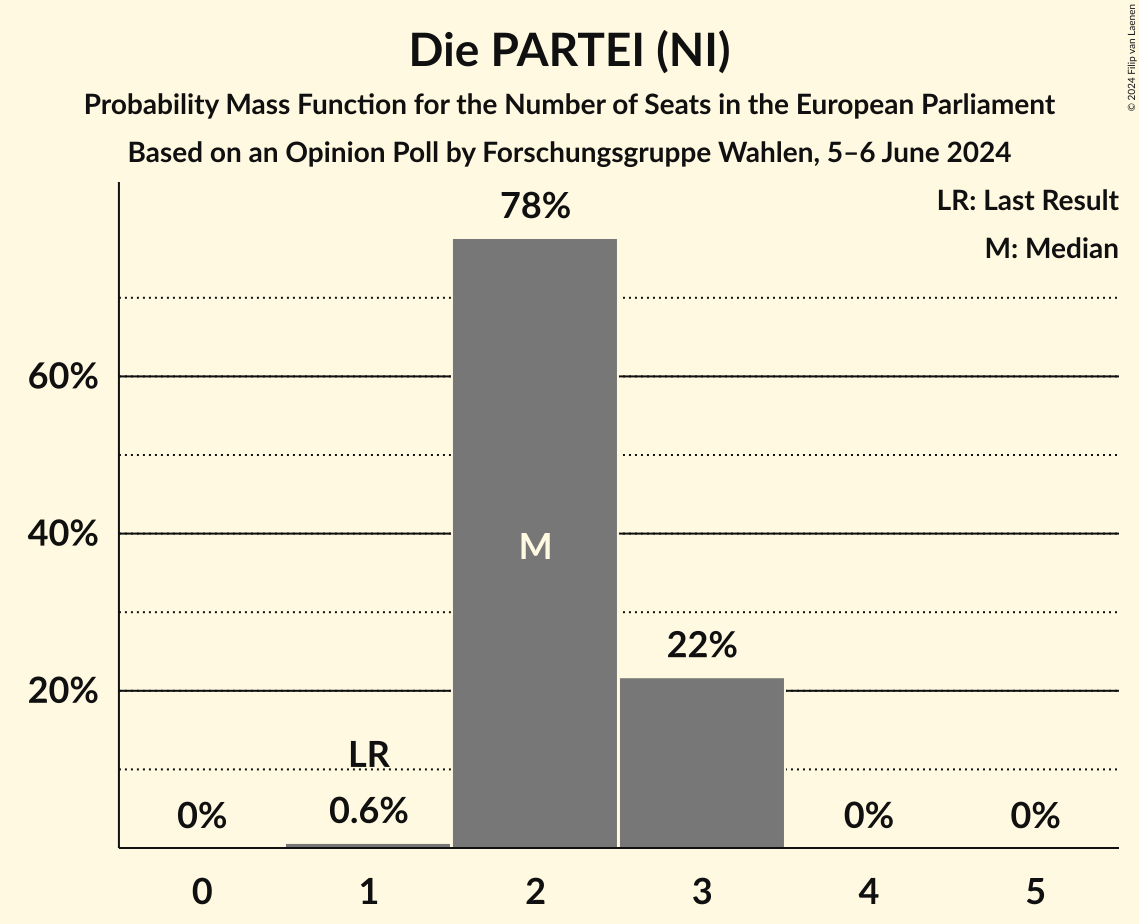 Die PARTEI (NI)
Probability Mass Function for the Number of Seats in the European Parliament
Based on an Opinion Poll by Forschungsgruppe Wahlen, 5–6 June 2024
© 2024 Filip van Laenen
LR: Last Result
M: Median
78%
60%
40%
M
22%
20%
LR
0%
0.6%
0%
0%
0 1 2 3 4 5